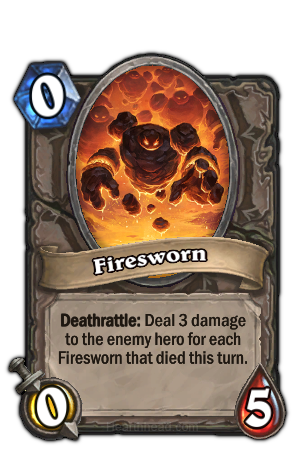 0
Firesworn
Deathrattle: Deal 3 damage
to the enemy hero for each
Firesworn that died this turn.
0
5